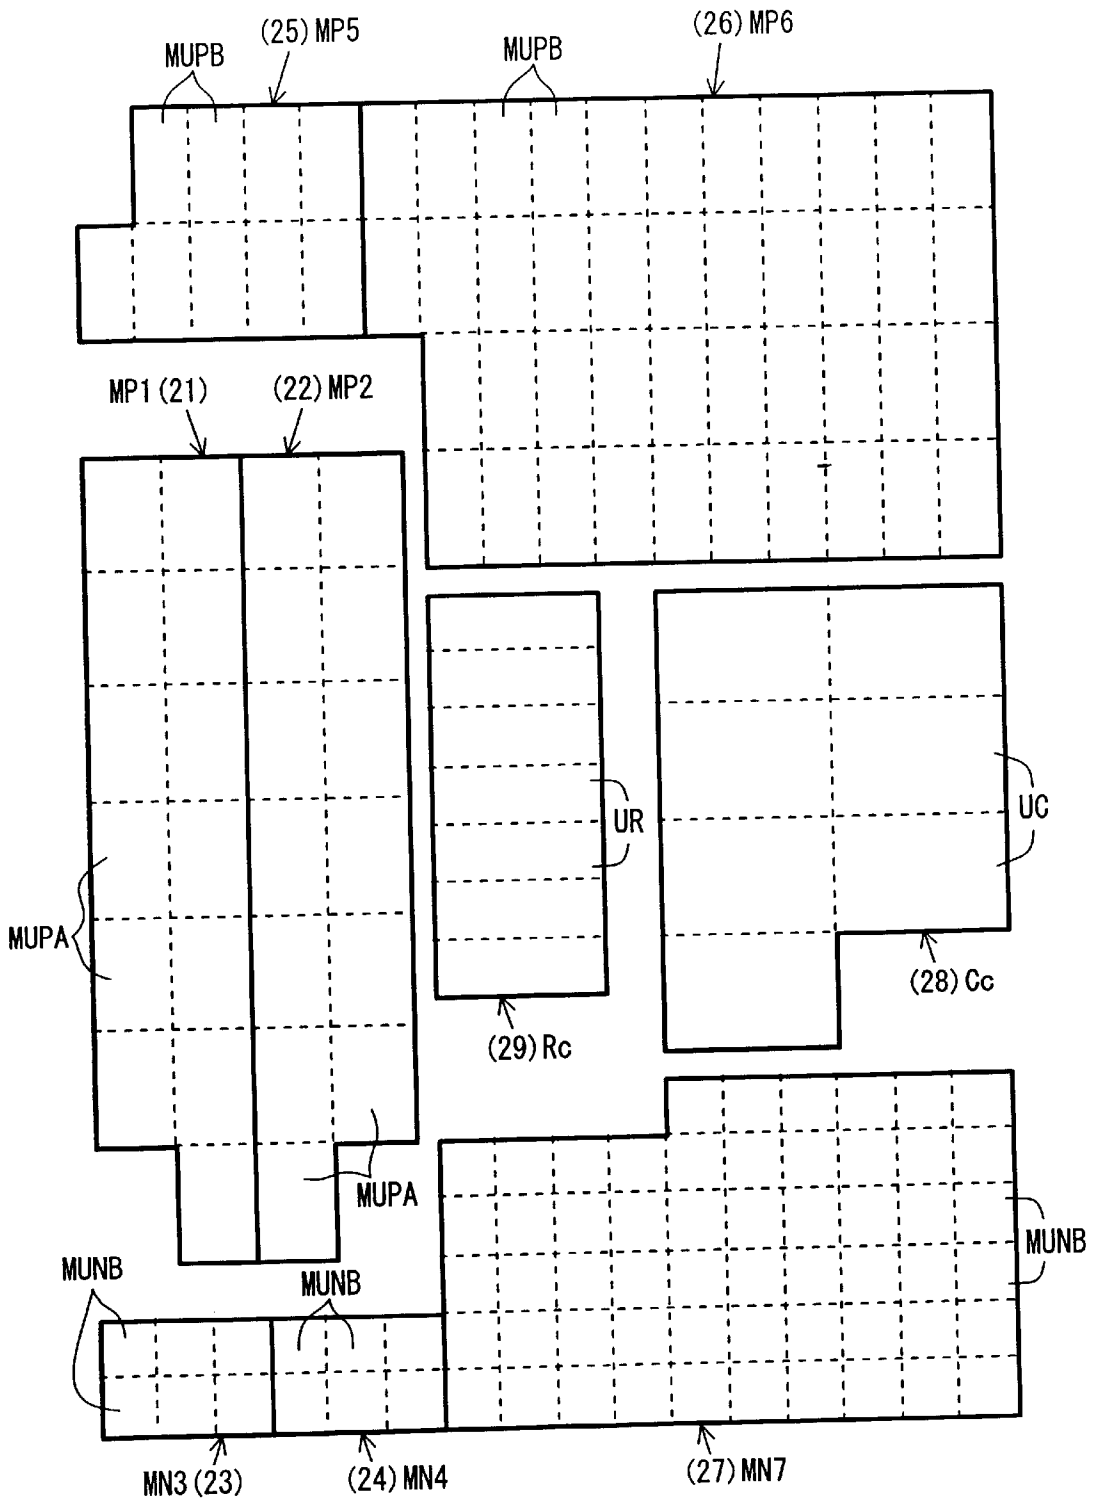 (25)MP5
(26)MP6
MUPB
MUPB
MP1(21)
(22)MP2
UR
UC
MUPA
(28)Cc
(29)Rc
MUPA
MUNB
MUNB
MUNB
MN3(23)
(24)MN4
(27)MN7